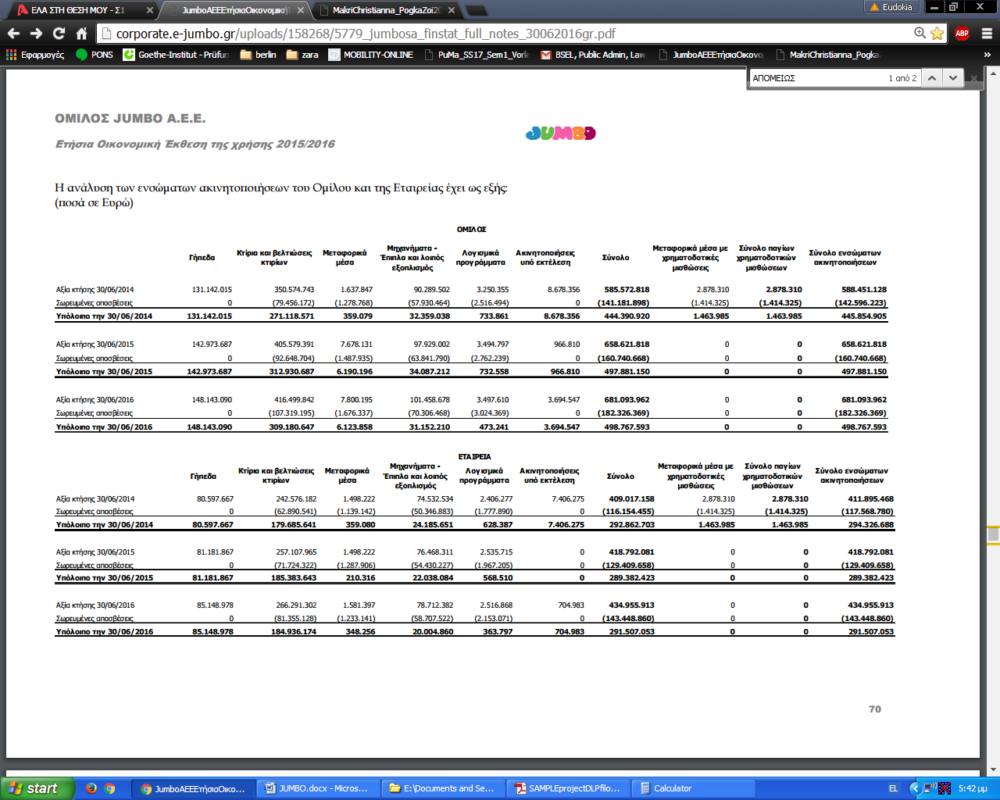 ΕΛΑ ΣΤΗ ΘΕΣΗ ΜΟΥ - Σ1
JumboΑΕΕΕτήσιαΟικονομική
MakriChristianna_PogkaZoi20
Eudokia
corporate.e-jumbo.gr/uploads/158268/5779_jumbosa_finstat_full_notes_30062016gr.pdf
Εφαρμογές PONS Goethe-Institut - Prüfun berlin zara MOBILITY-ONLINE PuMa_SS17_Sem1_Vorle BSEL, Public Admin, Law JumboΑΕΕΕτήσιαΟικονο MakriChristianna_Pogka »
ΑΠΟΜΕΙΩΣ 1 από 2
ΟΜΙΛΟΣ JUMBO Α.Ε.Ε.
JUMBO
Ετήσια Οικονομική Έκθεση της χρήσης 2015/2016
Η ανάλυση των ενσώματων ακινητοποιήσεων του Ομίλου και της Εταιρείας έχει ως εξής:
(ποσά σε Ευρώ)
ΟΜΙΛΟΣ
Γήπεδα Κτίρια και βελτιώσεις κτιρίων Μεταφορικά μέσα Μηχανήματα - Έπιπλα και λοιπός εξοπλισμός Λογισμικά προγράμματα Ακινητοποιήσεις υπό εκτέλεση Σύνολο Μεταφορικά μέσα με χρηματοδοτικές μισθώσεις Σύνολο παγίων χρηματοδοτικών μισθώσεων Σύνολο ενσώματων ακινητοποιήσεων
Αξία κτήσης 30/06/2014 131.142.015 350.574.743 1.637.847 90.289.502 3.250.355 8.678.356 585.572.818 2.878.310 2.878.310 588.451.128
Σωρευμένες αποσβέσεις 0 (79.456.172) (1.278.768) (57.930.464) (2.516.494) 0 (141.181.898) (1.414.325) (1.414.325) (142.596.223)
Υπόλοιπο την 30/06/2014 131.142.015 271.118.571 359.079 32.359.038 733.861 8.678.356 444.390.920 1.463.985 1.463.985 445.854.905
Αξία κτήσης 30/06/2015 142.973.687 405.579.391 7.678.131 97.929.002 3.494.797 966.810 658.621.818 0 0 658.621.818
Σωρευμένες αποσβέσεις 0 (92.648.704) (1.487.935) (63.841.790) (2.762.239) 0 (160.740.668) 0 0 (160.740.668)
Υπόλοιπο την 30/06/2015 142.973.687 312.930.687 6.190.196 34.087.212 732.558 966.810 497.881.150 0 0 497.881.150
Αξία κτήσης 30/06/2016 148.143.090 416.499.842 7.800.195 101.458.678 3.497.610 3.694.547 681.093.962 0 0 681.093.962
Σωρευμένες αποσβέσεις 0 (107.319.195) (1.676.337) (70.306.468) (3.024.369) 0 (182.326.369) 0 0 (182.326.369)
Υπόλοιπο την 30/06/2016 148.143.090 309.180.647 6.123.858 31.152.210 473.241 3.694.547 498.767.593 0 0 498.767.593
ΕΤΑΙΡΕΙΑ
Γήπεδα Κτίρια και βελτιώσεις κτιρίων Μεταφορικά μέσα Μηχανήματα - Έπιπλα και λοιπός εξοπλισμός Λογισμικά προγράμματα Ακινητοποιήσεις υπό εκτέλεση Σύνολο Μεταφορικά μέσα με χρηματοδοτικές μισθώσεις Σύνολο παγίων χρηματοδοτικών μισθώσεων Σύνολο ενσώματων ακινητοποιήσεων
Αξία κτήσης 30/06/2014 80.597.667 242.576.182 1.498.222 74.532.534 2.406.277 7.406.275 409.017.158 2.878.310 2.878.310 411.895.468
Σωρευμένες αποσβέσεις 0 (62.890.541) (1.139.142) (50.346.883) (1.777.890) 0 (116.154.455) (1.414.325) (1.414.325) (117.568.780)
Υπόλοιπο την 30/06/2014 80.597.667 179.685.641 359.080 24.185.651 628.387 7.406.275 292.862.703 1.463.985 1.463.985 294.326.688
Αξία κτήσης 30/06/2015 81.181.867 257.107.965 1.498.222 76.468.311 2.535.715 0 418.792.081 0 0 418.792.081
Σωρευμένες αποσβέσεις 0 (71.724.322) (1.287.906) (54.430.227) (1.967.205) 0 (129.409.658) 0 0 (129.409.658)
Υπόλοιπο την 30/06/2015 81.181.867 185.383.643 210.316 22.038.084 568.510 0 289.382.423 0 0 289.382.423
Αξία κτήσης 30/06/2016 85.148.978 266.291.302 1.581.397 78.712.382 2.516.868 704.983 434.955.913 0 0 434.955.913
Σωρευμένες αποσβέσεις 0 (81.355.128) (1.233.141) (58.707.522) (2.153.071) 0 (143.448.860) 0 0 (143.448.860)
Υπόλοιπο την 30/06/2016 85.148.978 184.936.174 348.256 20.004.860 363.797 704.983 291.507.053 0 0 291.507.053
70
start JumboΑΕΕΕτήσιαΟικο... JUMBO.docx - Micros... E:\Documents and Se... SAMPLEprojectDLPfilo... Calculator EL 5:42 μμ